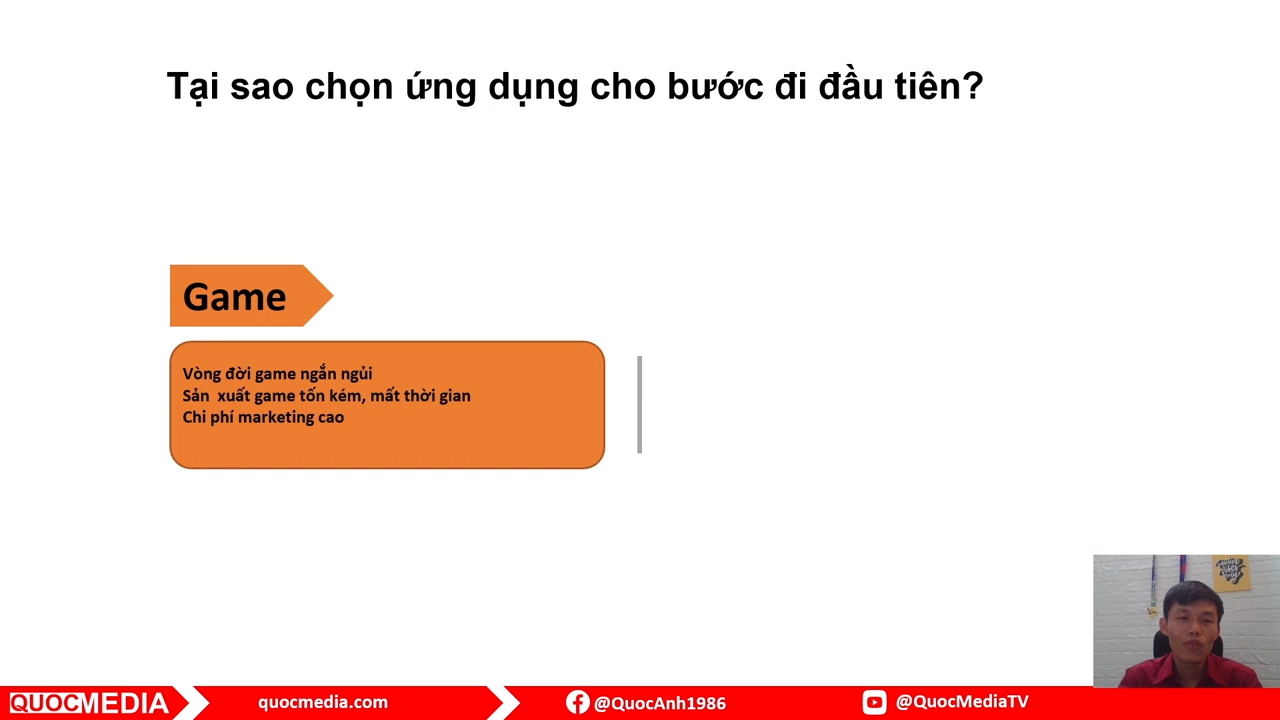 Tại sao chọn ứng dụng cho bước đi đầu tiên?
Game
Vòng đời game ngắn ngủi
Sản xuất game tốn kém, mất thời gian
Chi phí marketing cao
QUOCMEDIA
quocmedia.com
@QuocAnh1986
@QuocMediaTV